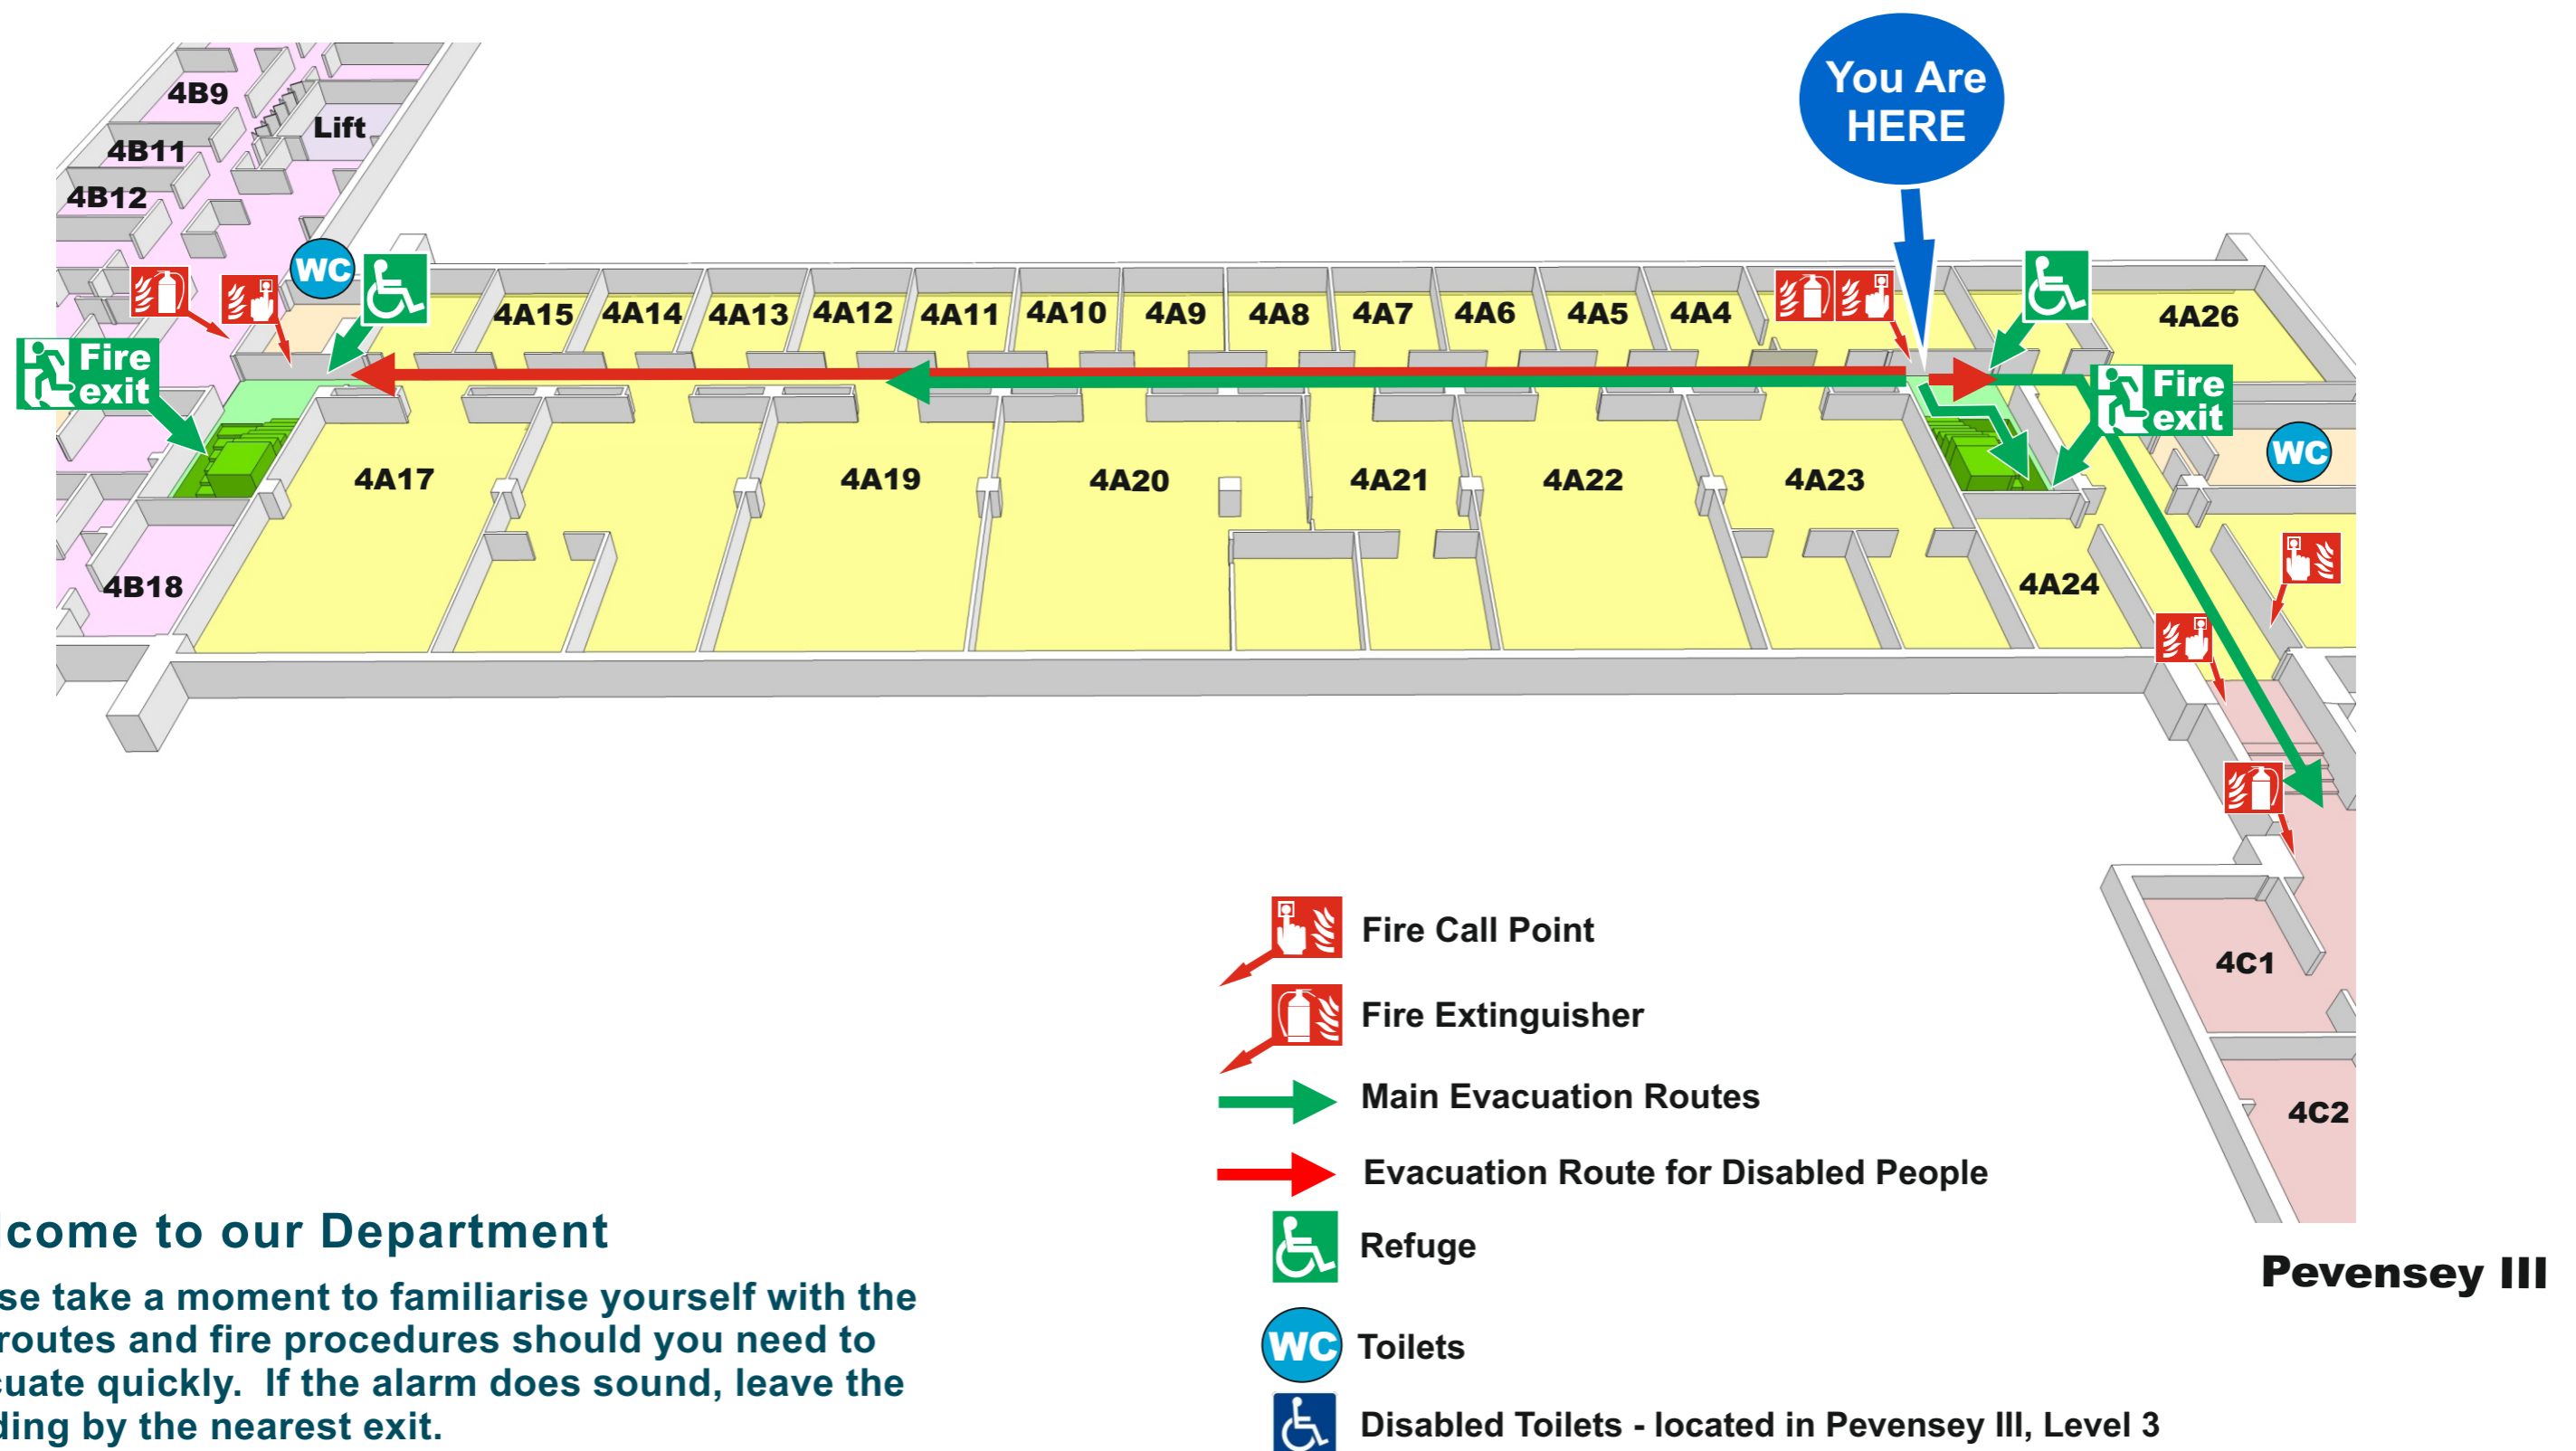 You Are
HERE
4B9
Lift
4B11
4B12
WC
Fire
exit
4A15
4A14
4A13
4A12
4A11
4A10
4A9
4A8
4A7
4A6
4A5
4A4
4A26
Fire
exit
WC
4A17
4A19
4A20
4A21
4A22
4A23
4B18
4A24
4C1
4C2
Pevensey III
Fire Call Point
Fire Extinguisher
Main Evacuation Routes
Evacuation Route for Disabled People
Refuge
WC Toilets
Disabled Toilets - located in Pevensey III, Level 3
lcome to our Department
se take a moment to familiarise yourself with the
routes and fire procedures should you need to
cuate quickly. If the alarm does sound, leave the
ding by the nearest exit.